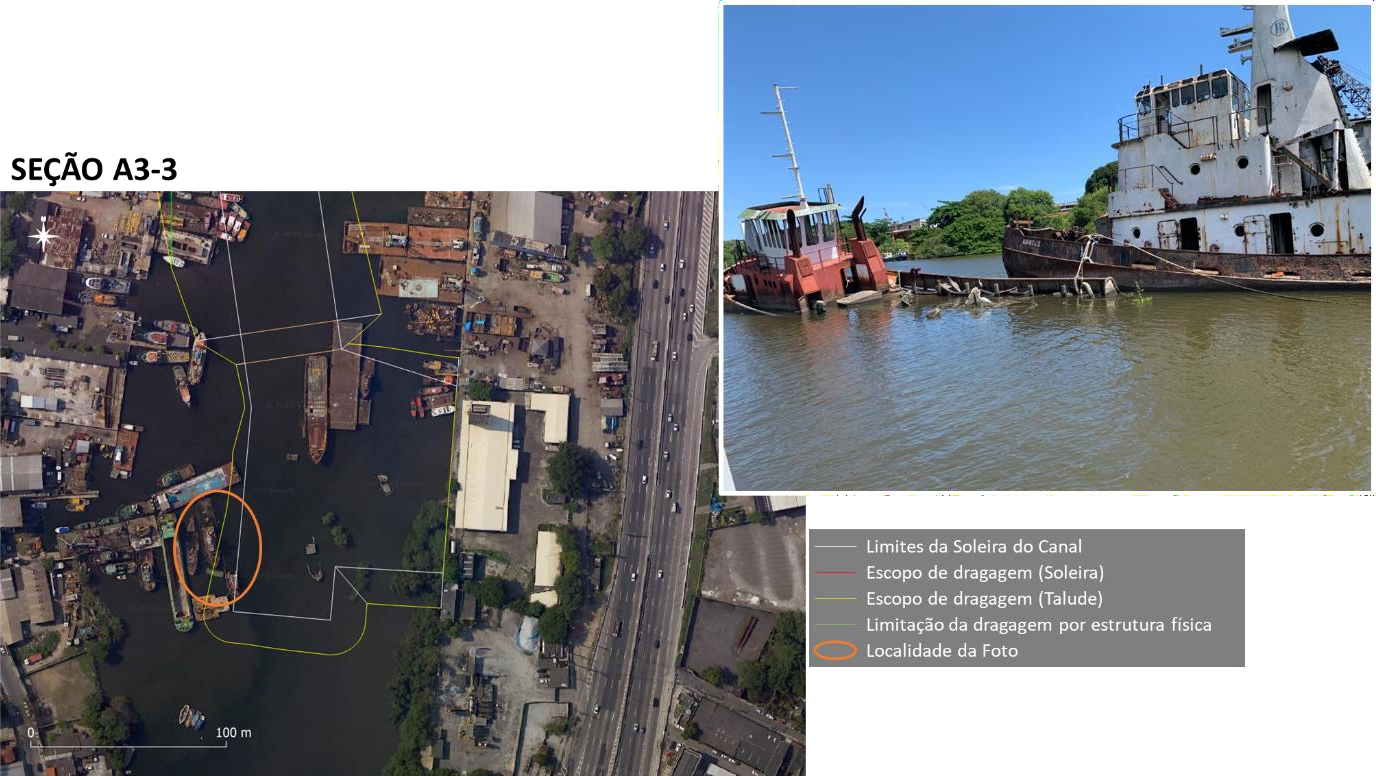 SEÇÃO A3-3
N
0
100 m
Limites da Soleira do Canal
Escopo de dragagem (Soleira)
Escopo de dragagem (Talude)
Limitação da dragagem por estrutura física
Localidade da Foto